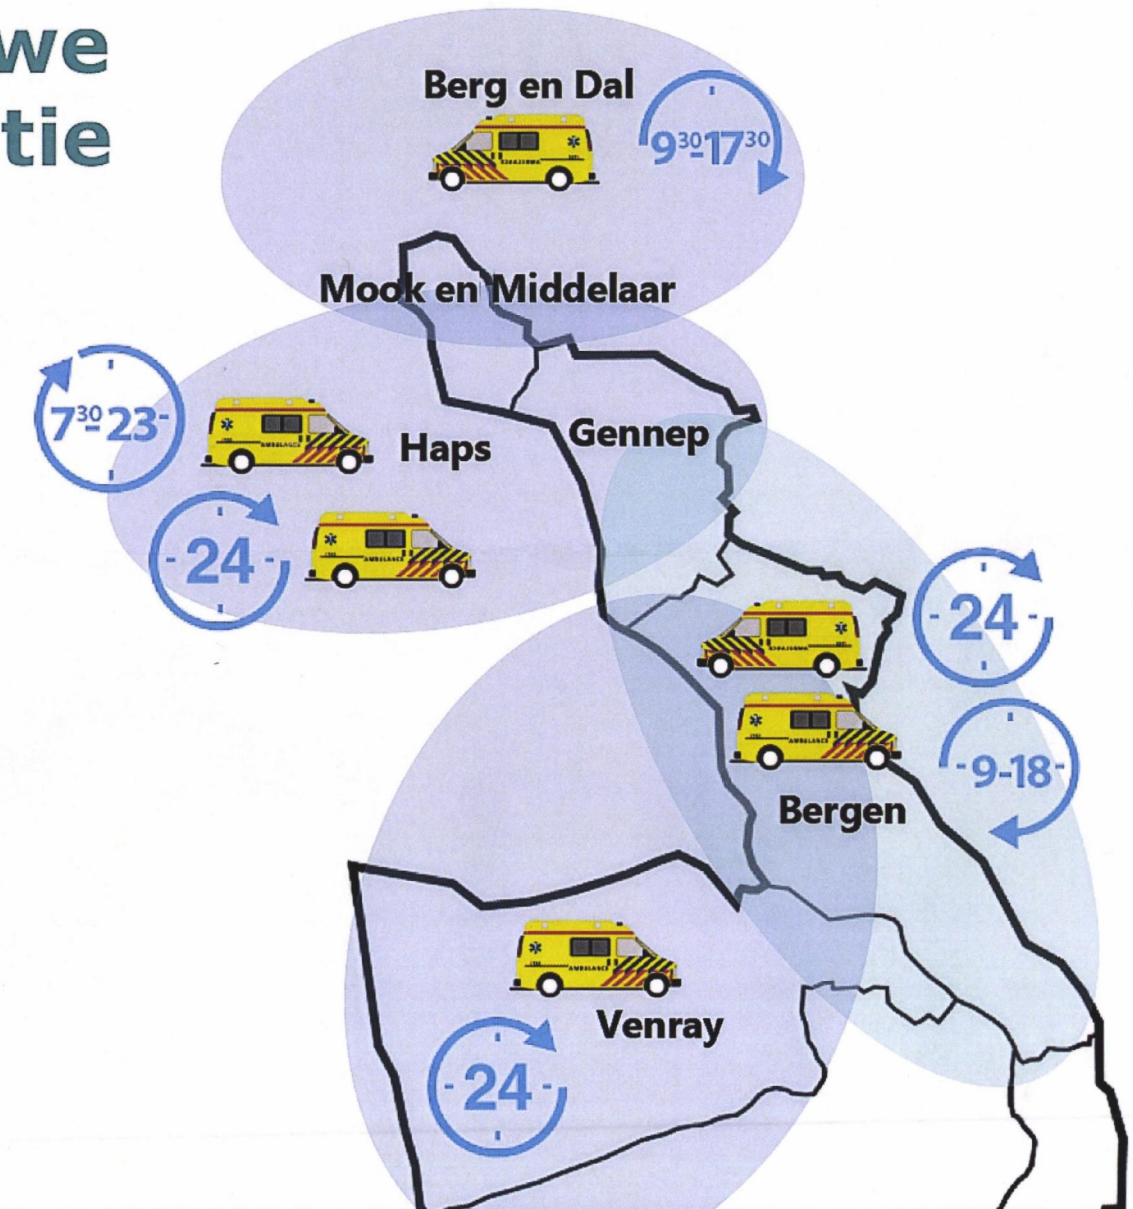 we
tie
Berg en Dal
9³⁰-17³⁰
Mook en Middelaar
7³⁰-23
Gennep
Haps
24
24
9-18
Bergen
Venray
24